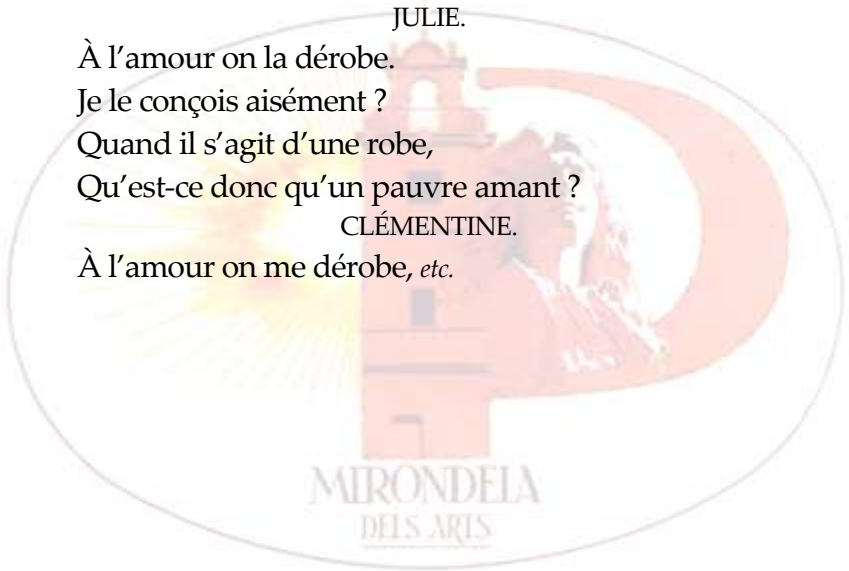 JULIE.
À l’amour on la dérobe.
Je le conçois aisément ?
Quand il s’agit d’une robe,
Qu’est-ce donc qu’un pauvre amant ?
CLÉMENTINE.
À l’amour on me dérobe, etc.
MIRONDELA
DELS ARTS